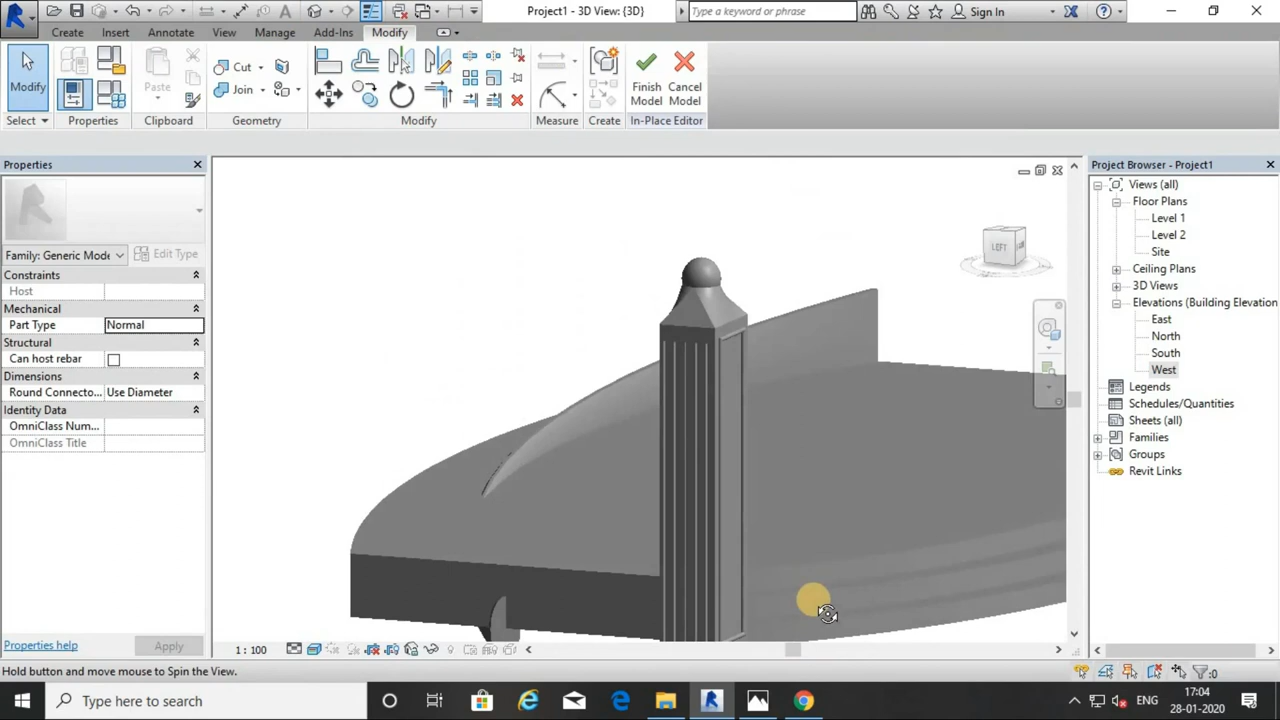 Project1 - 3D View: {3D}
Type a keyword or phrase
Sign In
Create Insert Annotate View Manage Add-Ins Modify
Modify
Paste
Cut
Join
Finish Model
Cancel Model
Select Properties Clipboard Geometry Modify Measure Create In-Place Editor
Properties
Family: Generic Mode
Edit Type
Constraints
Host
Mechanical
Part Type Normal
Structural
Can host rebar
Dimensions
Round Connecto... Use Diameter
Identity Data
OmniClass Num...
OmniClass Title
Properties help
Apply
LEFT
Project Browser - Project1
Views (all)
Floor Plans
Level 1
Level 2
Site
Ceiling Plans
3D Views
Elevations (Building Elevation
East
North
South
West
Legends
Schedules/Quantities
Sheets (all)
Families
Groups
Revit Links
1 : 100
Hold button and move mouse to Spin the View.
:0
Type here to search
ENG
17:04
28-01-2020